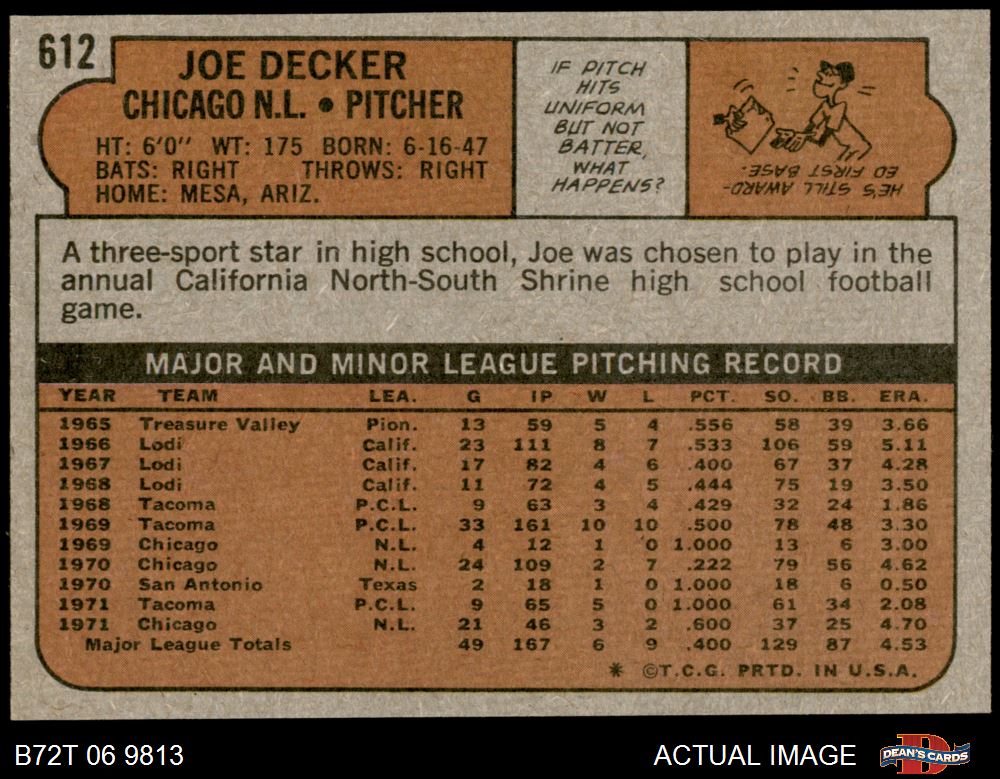 612
JOE DECKER
CHICAGO N.L. • PITCHER
HT: 6'0" WT: 175 BORN: 6-16-47
BATS: RIGHT THROWS: RIGHT
HOME: MESA, ARIZ.
IF PITCH
HITS
UNIFORM
BUT NOT
BATTER,
WHAT
HAPPENS?
HE'S STILL AWARD-
ED FIRST BASE.
A three-sport star in high school, Joe was chosen to play in the
annual California North-South Shrine high school football
game.
MAJOR AND MINOR LEAGUE PITCHING RECORD
YEAR TEAM LEA. G IP W L PCT. SO. BB. ERA.
1965 Treasure Valley Pion. 13 59 5 4 .556 58 39 3.66
1966 Lodi Calif. 23 111 8 7 .533 106 59 5.11
1967 Lodi Calif. 17 82 4 6 .400 67 37 4.28
1968 Lodi Calif. 11 72 4 5 .444 75 19 3.50
1968 Tacoma P.C.L. 9 63 3 4 .429 32 24 1.86
1969 Tacoma P.C.L. 33 161 10 10 .500 78 48 3.30
1969 Chicago N.L. 4 12 1 0 1.000 13 6 3.00
1970 Chicago N.L. 24 109 2 7 .222 79 56 4.62
1970 San Antonio Texas 2 18 1 0 1.000 18 6 0.50
1971 Tacoma P.C.L. 9 65 5 0 1.000 61 34 2.08
1971 Chicago N.L. 21 46 3 2 .600 37 25 4.70
Major League Totals 49 167 6 9 .400 129 87 4.53
* ©T.C.G. PRTD. IN U.S.A.
B72T 06 9813
ACTUAL IMAGE
DEAN'S CARDS